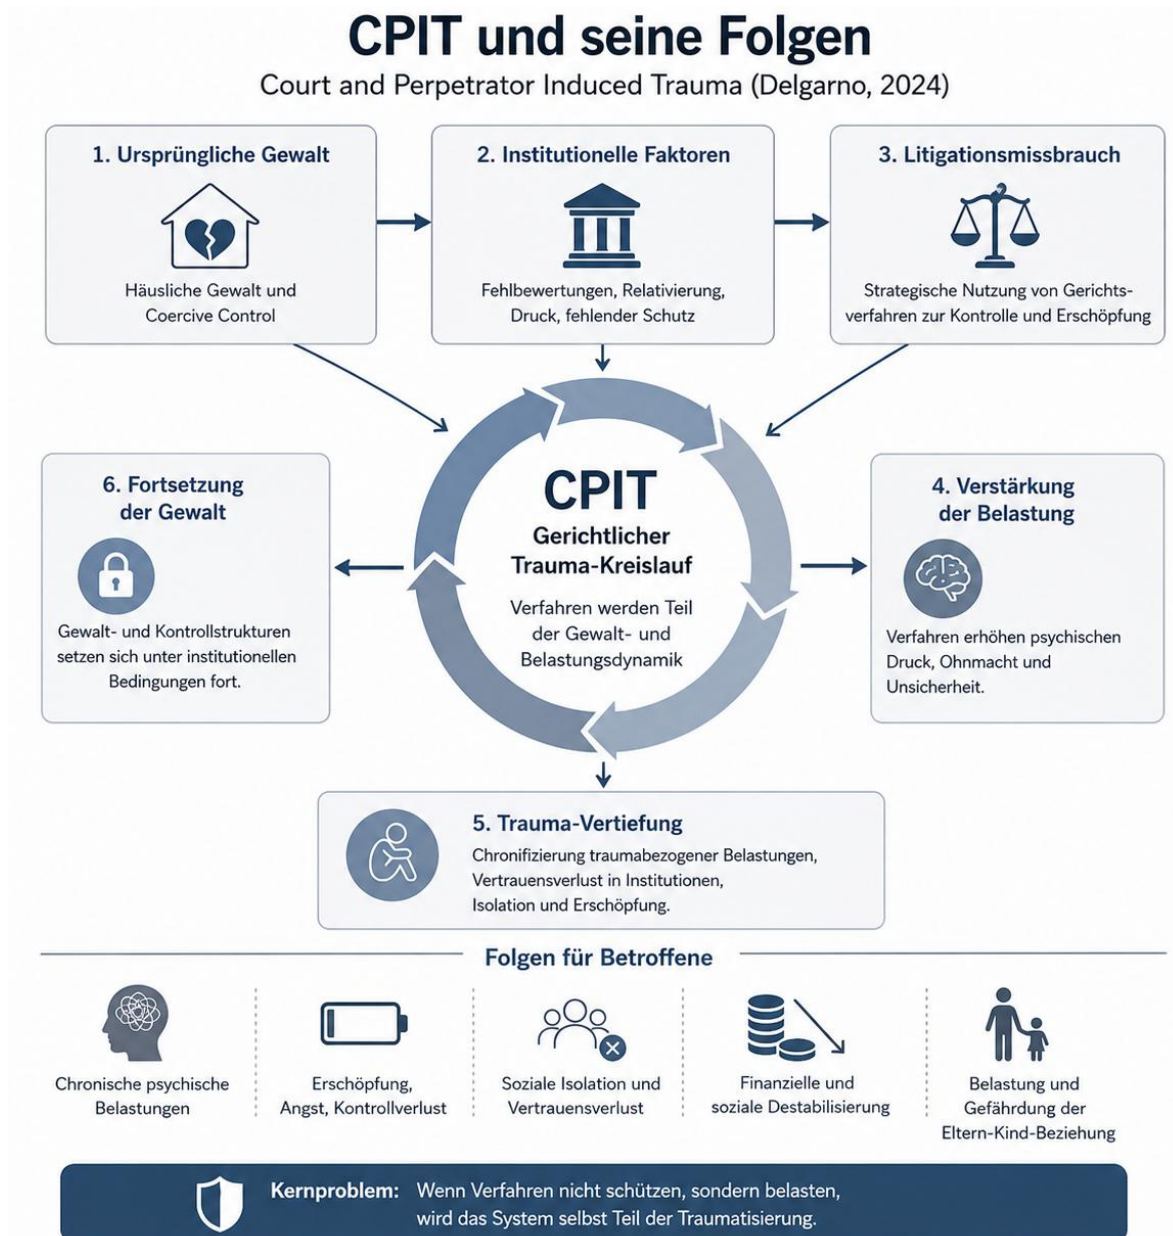 CPIT und seine Folgen
Court and Perpetrator Induced Trauma (Delgarno, 2024)
1. Ursprüngliche Gewalt
Häusliche Gewalt und
Coercive Control
2. Institutionelle Faktoren
Fehlbewertungen, Relativierung,
Druck, fehlender Schutz
3. Litigationsmissbrauch
Strategische Nutzung von Gerichts-
verfahren zur Kontrolle und Erschöpfung
CPIT
Gerichtlicher
Trauma-Kreislauf
Verfahren werden Teil
der Gewalt- und
Belastungsdynamik
4. Verstärkung
der Belastung
Verfahren erhöhen psychischen
Druck, Ohnmacht und
Unsicherheit.
5. Trauma-Vertiefung
Chronifizierung traumabezogener Belastungen,
Vertrauensverlust in Institutionen,
Isolation und Erschöpfung.
6. Fortsetzung
der Gewalt
Gewalt- und Kontrollstrukturen
setzen sich unter institutionellen
Bedingungen fort.
Folgen für Betroffene
Chronische psychische
Belastungen
Erschöpfung,
Angst, Kontrollverlust
Soziale Isolation und
Vertrauensverlust
Finanzielle und
soziale Destabilisierung
Belastung und
Gefährdung der
Eltern-Kind-Beziehung
Kernproblem: Wenn Verfahren nicht schützen, sondern belasten,
wird das System selbst Teil der Traumatisierung.